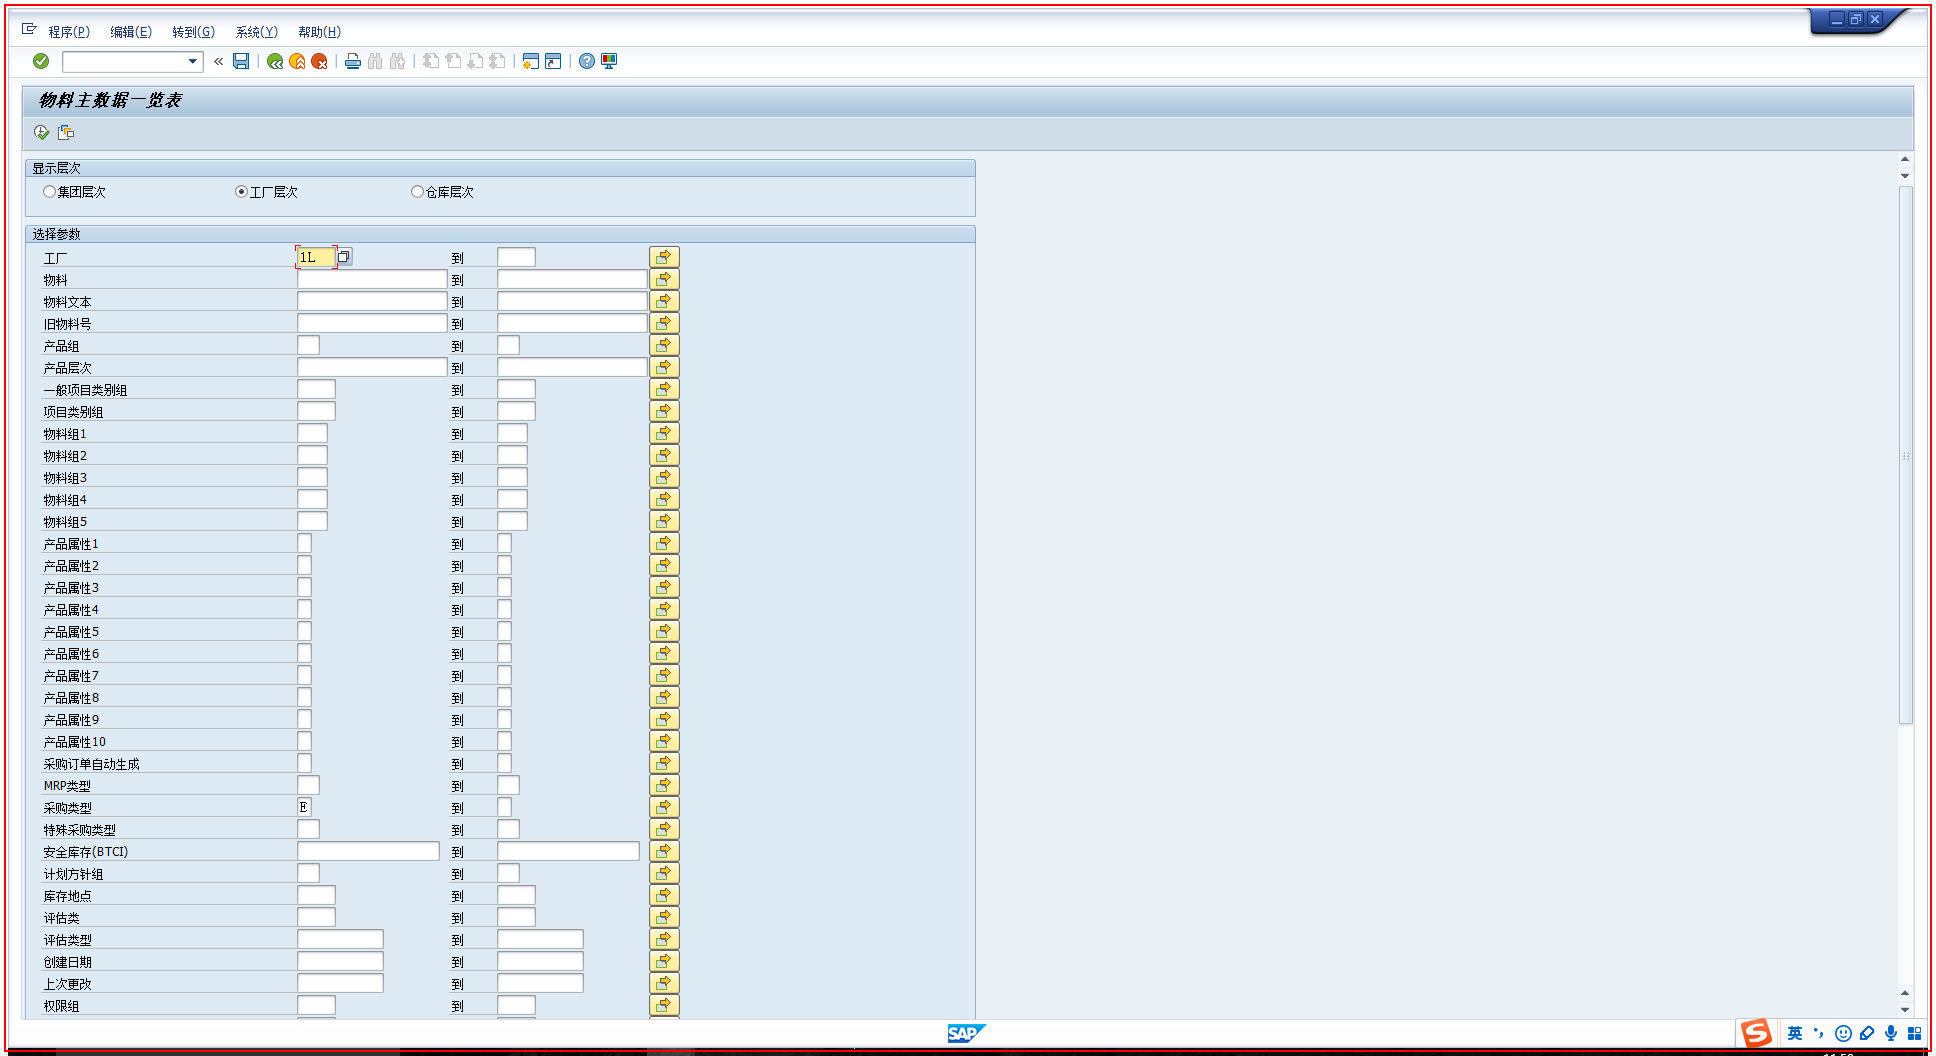 程序(P) 编辑(E) 转到(G) 系统(Y) 帮助(H)
物料主数据一览表
显示层次
集团层次 工厂层次 仓库层次
选择参数
工厂 1L 到
物料 到
物料文本 到
旧物料号 到
产品组 到
产品层次 到
一般项目类别组 到
项目类别组 到
物料组1 到
物料组2 到
物料组3 到
物料组4 到
物料组5 到
产品属性1 到
产品属性2 到
产品属性3 到
产品属性4 到
产品属性5 到
产品属性6 到
产品属性7 到
产品属性8 到
产品属性9 到
产品属性10 到
采购订单自动生成 到
MRP类型 到
采购类型 E 到
特殊采购类型 到
安全库存(BTCI) 到
计划方针组 到
库存地点 到
评估类 到
评估类型 到
创建日期 到
上次更改 到
权限组 到
SAP
英